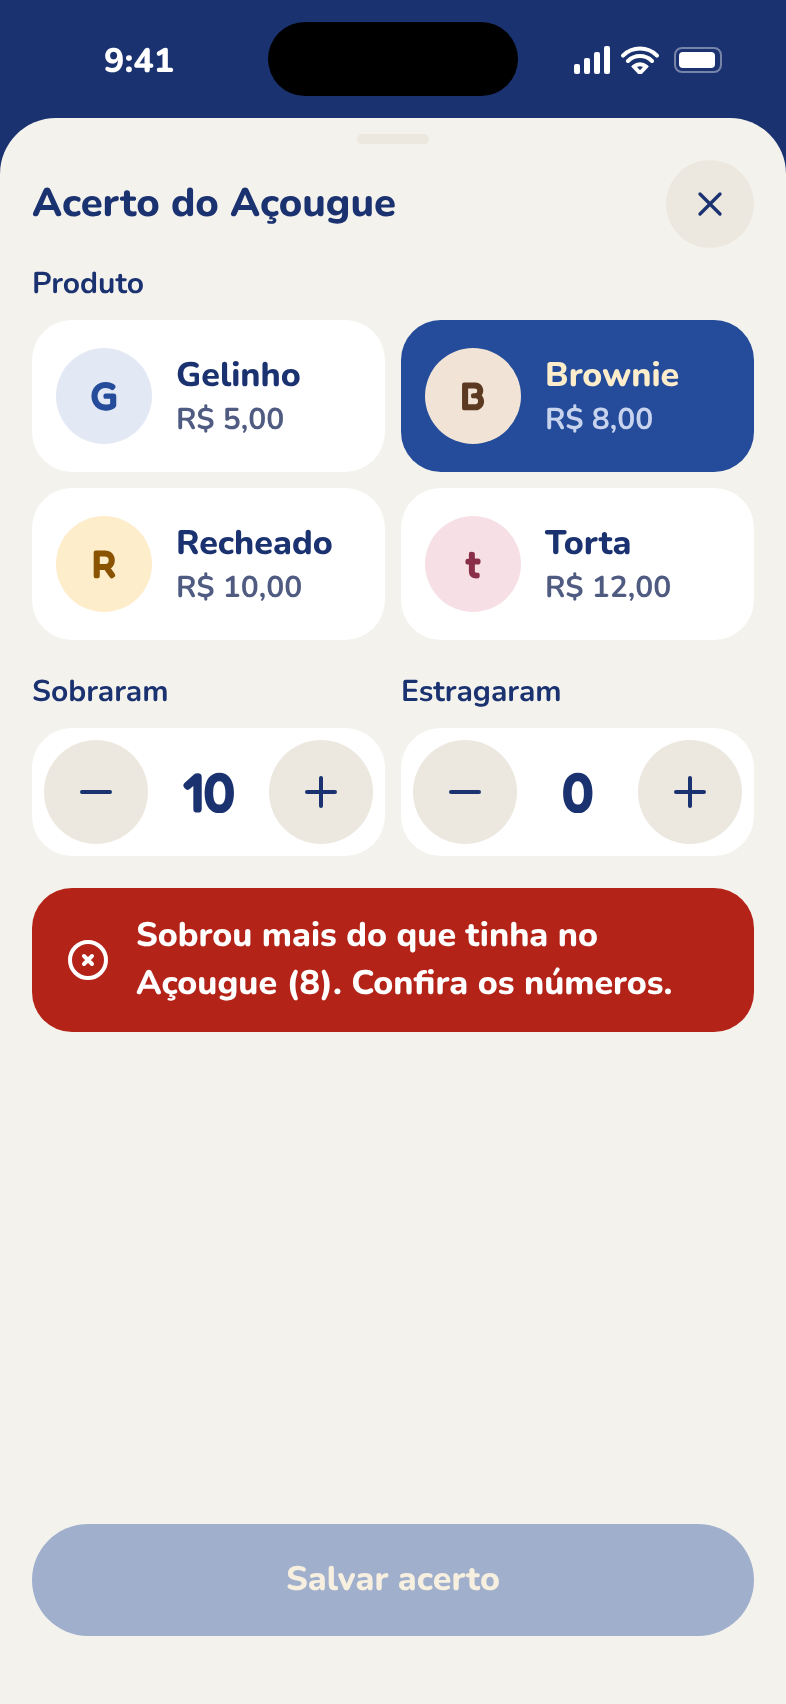 9:41
Acerto do Açougue
Produto
G
Gelinho
R$ 5,00
B
Brownie
R$ 8,00
R
Recheado
R$ 10,00
t
Torta
R$ 12,00
Sobraram
Estragaram
10
0
Sobrou mais do que tinha no
Açougue (8). Confira os números.
Salvar acerto